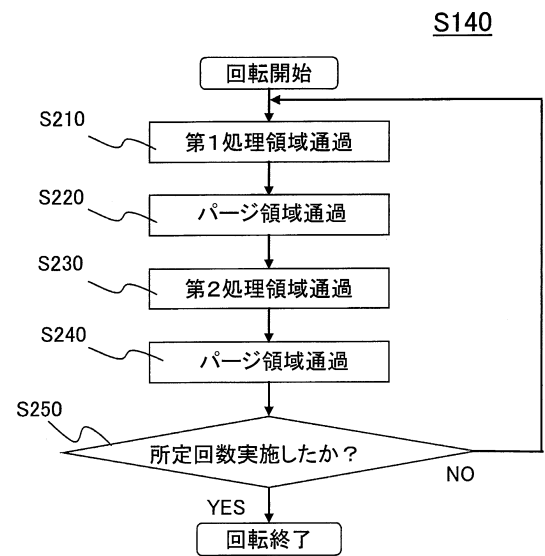 S140
回転開始
S210
第1処理領域通過
S220
パージ領域通過
S230
第2処理領域通過
S240
パージ領域通過
S250
所定回数実施したか?
NO
YES
回転終了